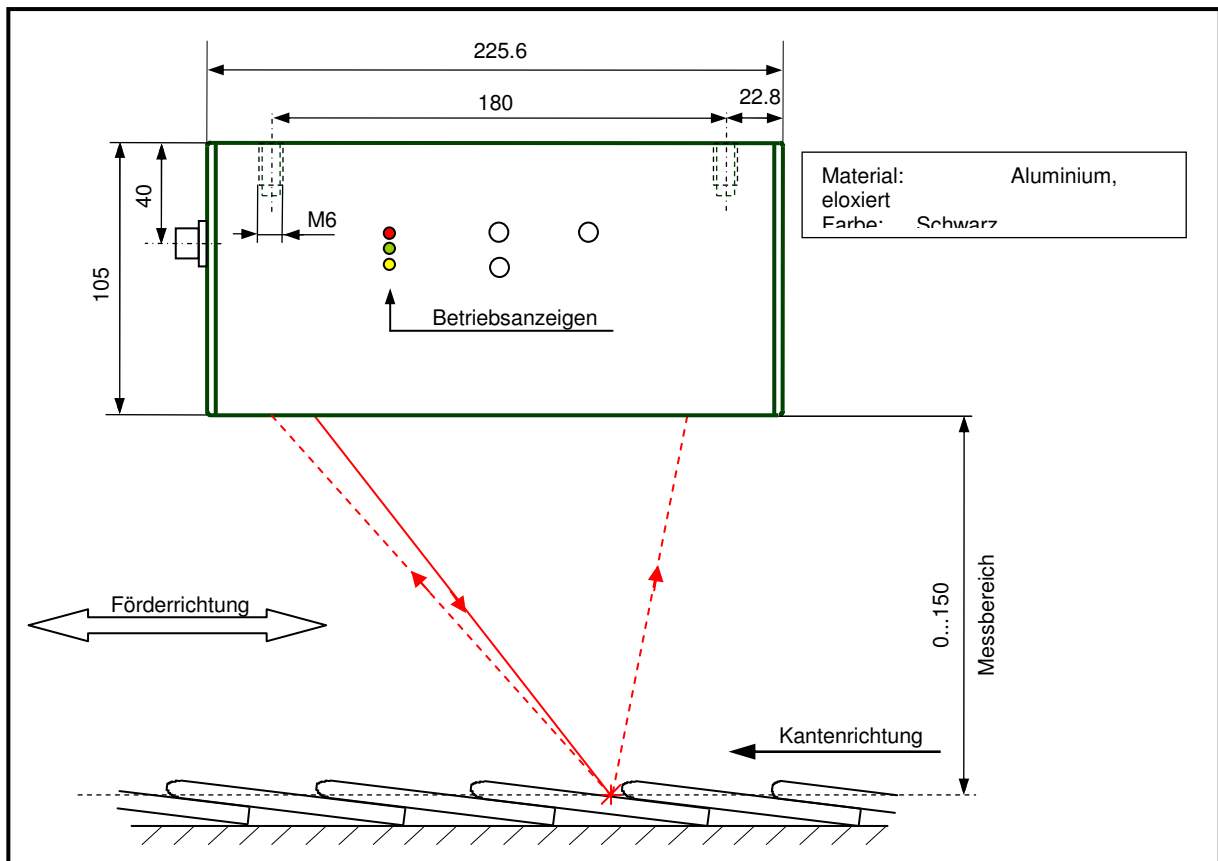 225.6
180
22.8
Material: Aluminium,
eloxiert
Farbe: Schwarz
40
M6
105
Betriebsanzeigen
Förderrichtung
0...150
Messbereich
Kantenrichtung